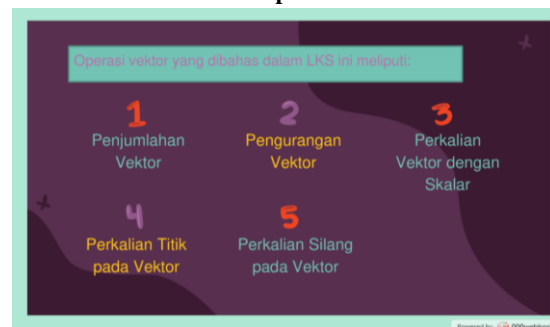 Operasi vektor yang dibahas dalam LKS ini meliputi:
1
Penjumlahan
Vektor
2
Pengurangan
Vektor
3
Perkalian
Vektor dengan
Skalar
4
Perkalian Titik
pada Vektor
5
Perkalian Silang
pada Vektor